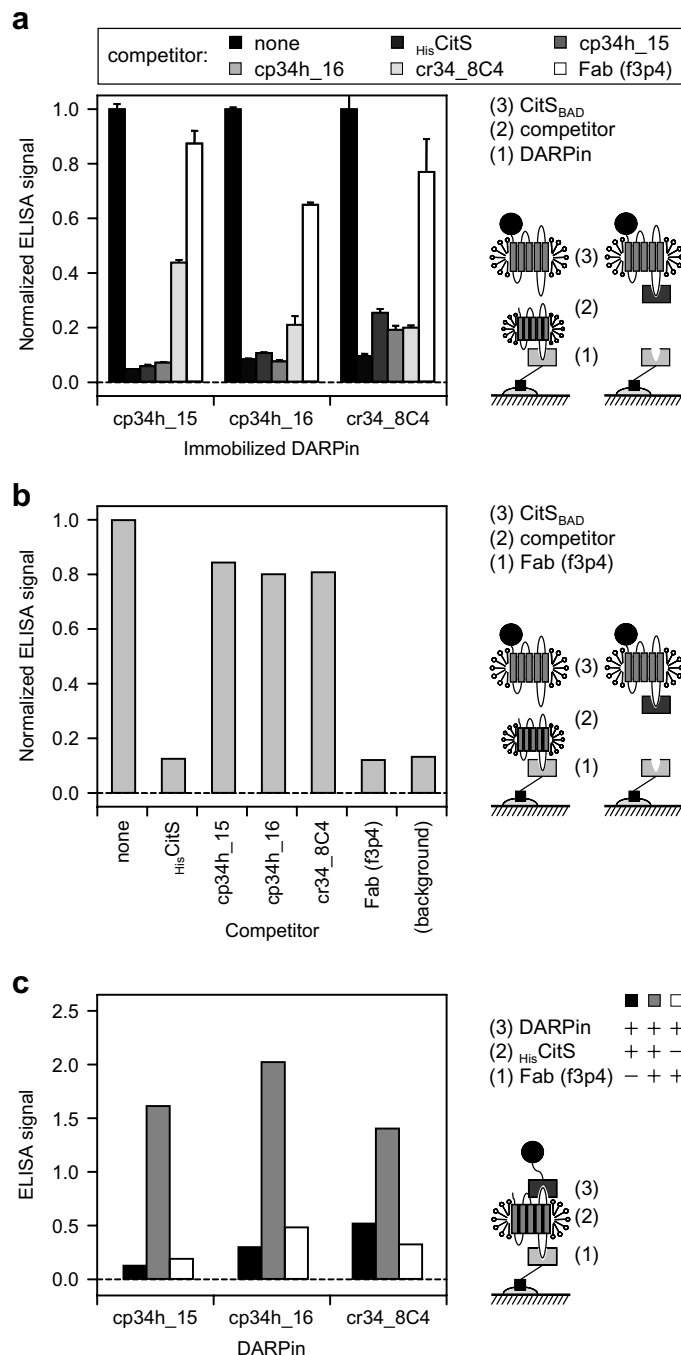 a
competitor:
none
HisCitS
cp34h_15
cp34h_16
cr34_8C4
Fab (f3p4)
Normalized ELISA signal
1.0
0.8
0.6
0.4
0.2
0.0
cp34h_15
cp34h_16
cr34_8C4
Immobilized DARPin
(3) CitSBAD
(2) competitor
(1) DARPin
(3)
(2)
(1)
b
Normalized ELISA signal
1.0
0.8
0.6
0.4
0.2
0.0
none
HisCitS
cp34h_15
cp34h_16
cr34_8C4
Fab (f3p4)
(background)
Competitor
(3) CitSBAD
(2) competitor
(1) Fab (f3p4)
(3)
(2)
(1)
c
ELISA signal
2.5
2.0
1.5
1.0
0.5
0.0
cp34h_15
cp34h_16
cr34_8C4
DARPin
(3) DARPin + + +
(2) HisCitS + + −
(1) Fab (f3p4) − + +
(3)
(2)
(1)